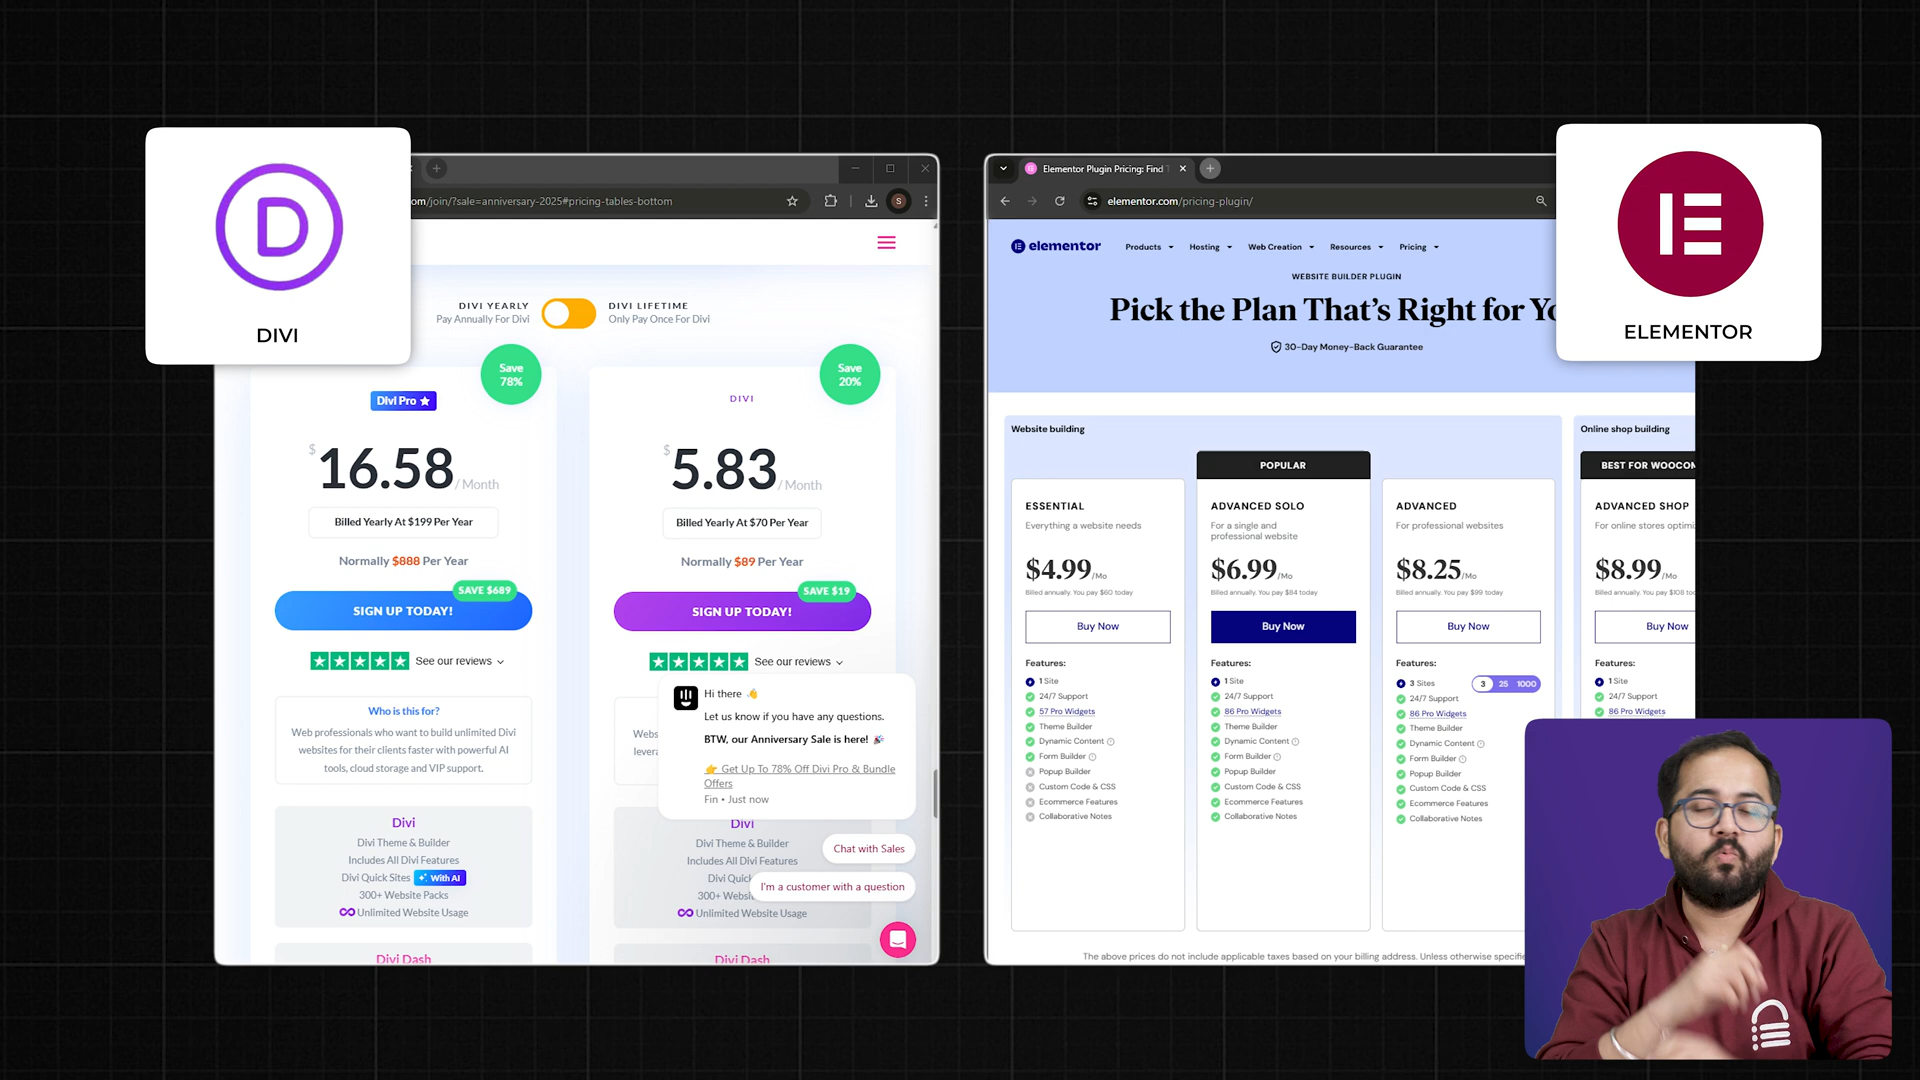 DIVI
om/join/?sale=anniversary-2025#pricing-tables-bottom
S
DIVI YEARLY
Pay Annually For Divi
DIVI LIFETIME
Only Pay Once For Divi
Save
78%
Divi Pro
$
16.58
/ Month
Billed Yearly At $199 Per Year
Normally $888 Per Year
SAVE $689
SIGN UP TODAY!
See our reviews
Who is this for?
Web professionals who want to build unlimited Divi
websites for their clients faster with powerful AI
tools, cloud storage and VIP support.
Divi
Divi Theme & Builder
Includes All Divi Features
Divi Quick Sites With AI
300+ Website Packs
Unlimited Website Usage
Divi Dash
Save
20%
DIVI
$
5.83
/ Month
Billed Yearly At $70 Per Year
Normally $89 Per Year
SAVE $19
SIGN UP TODAY!
See our reviews
Webs
levera
Hi there
Let us know if you have any questions.
BTW, our Anniversary Sale is here!
Get Up To 78% Off Divi Pro & Bundle
Offers
Fin • Just now
Divi
Divi Theme & Builder
Includes All Divi Features
Divi Quick
300+ Websi
Unlimited Website Usage
Chat with Sales
I'm a customer with a question
Divi Dash
ELEMENTOR
Elementor Plugin Pricing: Find
elementor.com/pricing-plugin/
elementor
Products
Hosting
Web Creation
Resources
Pricing
WEBSITE BUILDER PLUGIN
Pick the Plan That's Right for Yo
30-Day Money-Back Guarantee
Website building
ESSENTIAL
Everything a website needs
$4.99/Mo
Billed annually. You pay $60 today
Buy Now
Features:
1 Site
24/7 Support
57 Pro Widgets
Theme Builder
Dynamic Content
Form Builder
Popup Builder
Custom Code & CSS
Ecommerce Features
Collaborative Notes
POPULAR
ADVANCED SOLO
For a single and
professional website
$6.99/Mo
Billed annually. You pay $84 today
Buy Now
Features:
1 Site
24/7 Support
86 Pro Widgets
Theme Builder
Dynamic Content
Form Builder
Popup Builder
Custom Code & CSS
Ecommerce Features
Collaborative Notes
ADVANCED
For professional websites
$8.25/Mo
Billed annually. You pay $99 today
Buy Now
Features:
3 Sites
3 25 1000
24/7 Support
86 Pro Widgets
Theme Builder
Dynamic Content
Form Builder
Popup Builder
Custom Code & CSS
Ecommerce Features
Collaborative Notes
Online shop building
BEST FOR WOOCOM
ADVANCED SHOP
For online stores optimi
$8.99/Mo
Billed annually. You pay $108 to
Buy Now
Features:
1 Site
24/7 Support
86 Pro Widgets
The above prices do not include applicable taxes based on your billing address. Unless otherwise specifie